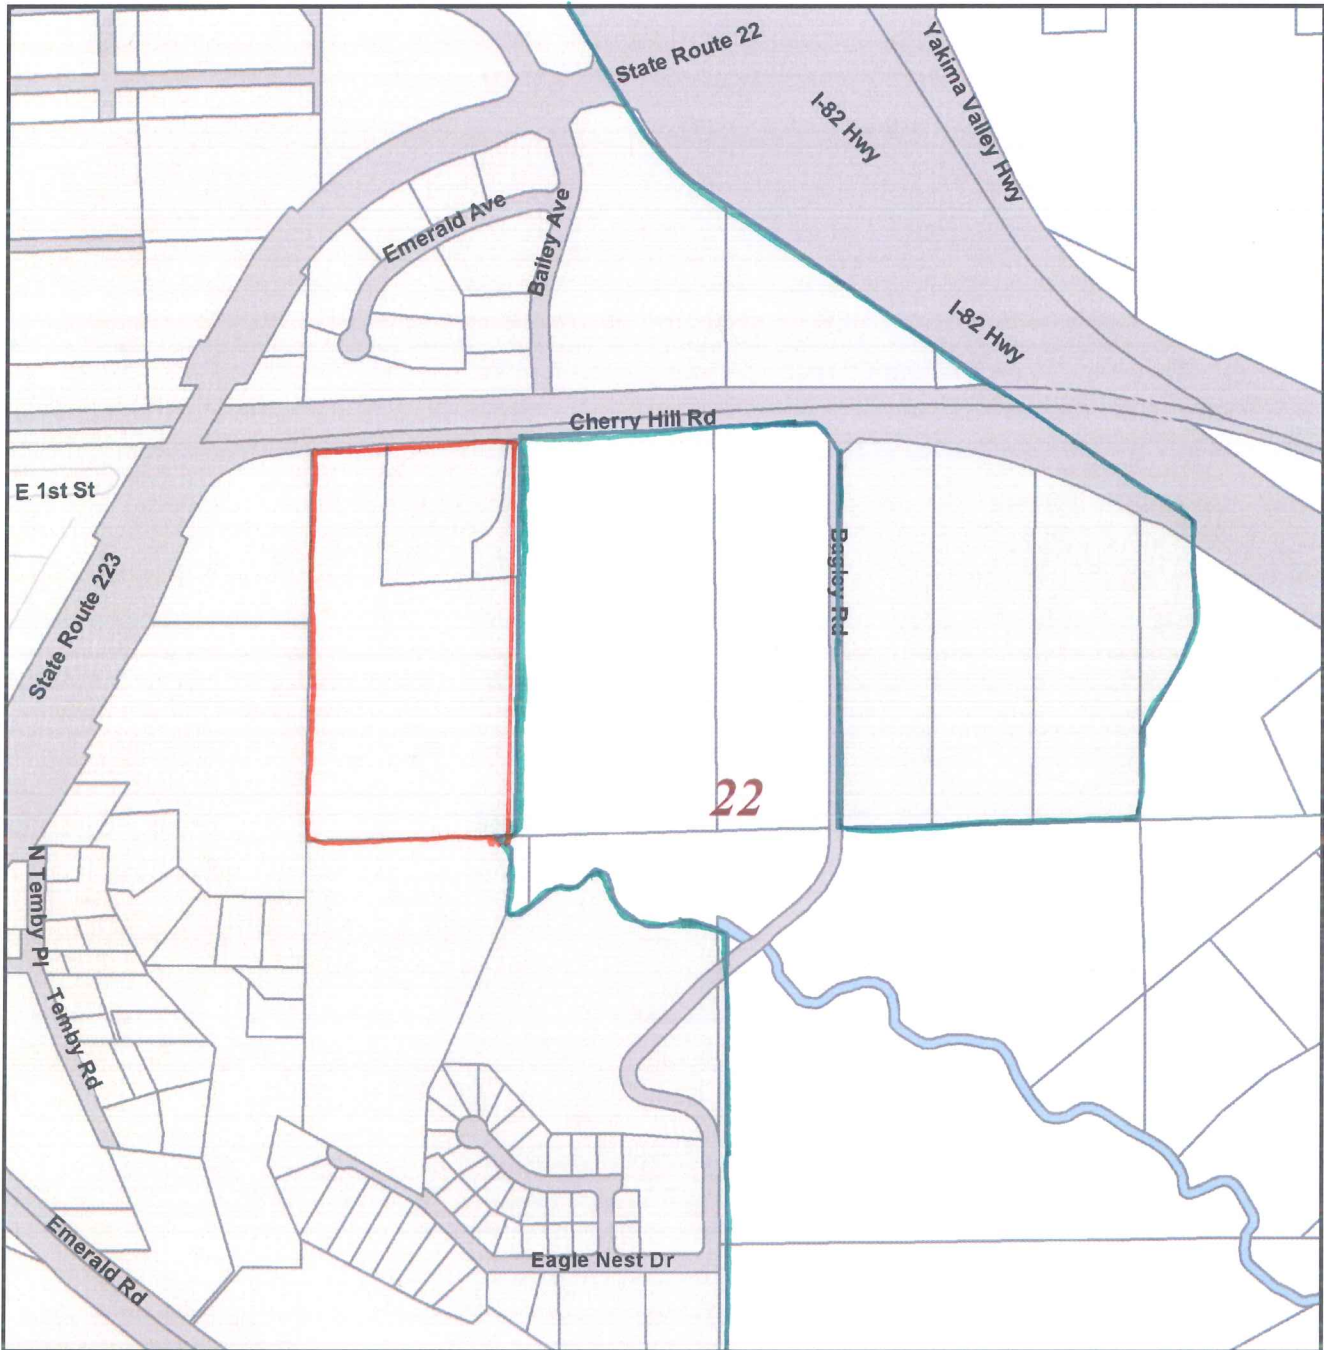 State Route 22
Yakima Valley Hwy
I-82 Hwy
Emerald Ave
Bailey Ave
I-82 Hwy
Cherry Hill Rd
E 1st St
Bagley Rd
State Route 223
22
N Temby Pl
Temby Rd
Emerald Rd
Eagle Nest Dr